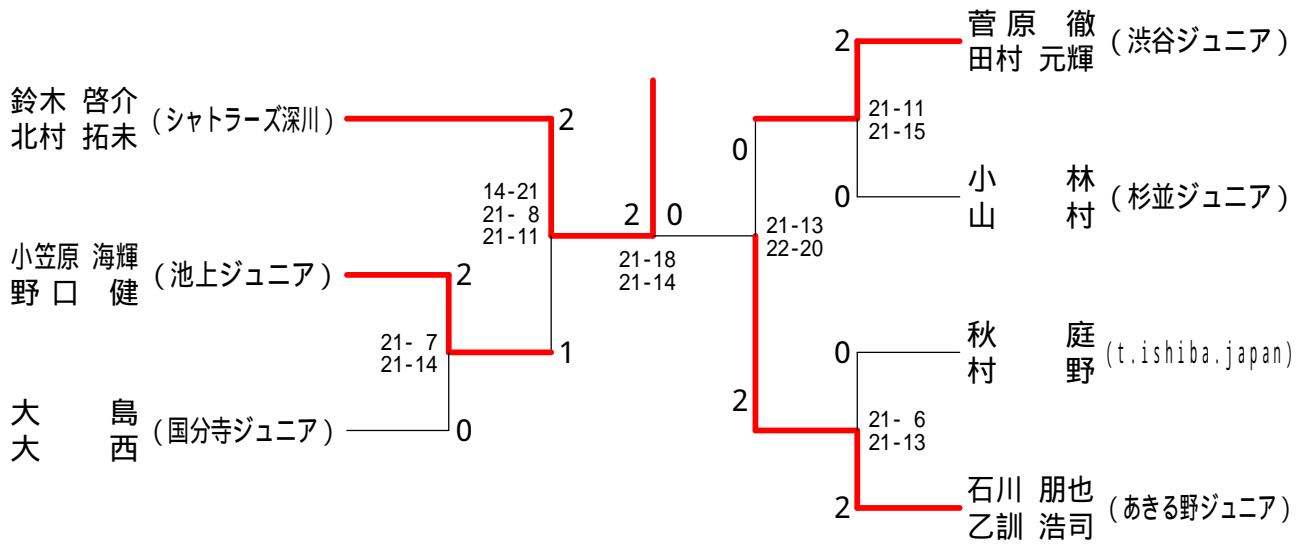 鈴木 啓介
北村 拓未
(シャトラーズ深川)
2
14-21
21- 8
21-11
小笠原 海輝
野口 健
(池上ジュニア)
2
21- 7
21-14
1
大 島
大 西
(国分寺ジュニア)
0
2 0
21-18
21-14
菅原 徹
田村 元輝
(渋谷ジュニア)
2
21-11
21-15
0
小 林
山 村
(杉並ジュニア)
0
21-13
22-20
秋 庭
村 野
(t.ishiba.japan)
0
2
21- 6
21-13
石川 朋也
乙訓 浩司
(あきる野ジュニア)
2